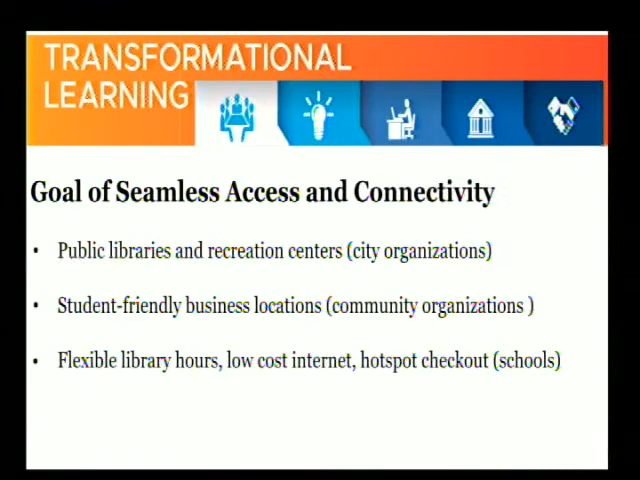 TRANSFORMATIONAL
LEARNING
Goal of Seamless Access and Connectivity
• Public libraries and recreation centers (city organizations)
• Student-friendly business locations (community organizations )
• Flexible library hours, low cost internet, hotspot checkout (schools)